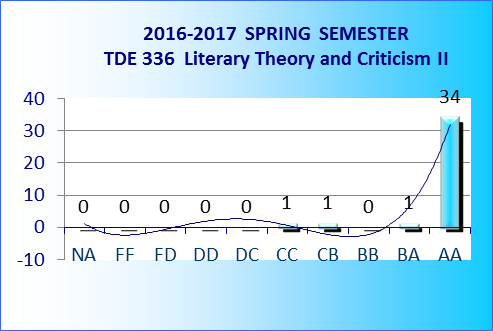 2016-2017 SPRING SEMESTER
TDE 336 Literary Theory and Criticism II
40
30
20
10
0
-10
0 0 0 0 0 1 1 0 1 34
NA FF FD DD DC CC CB BB BA AA